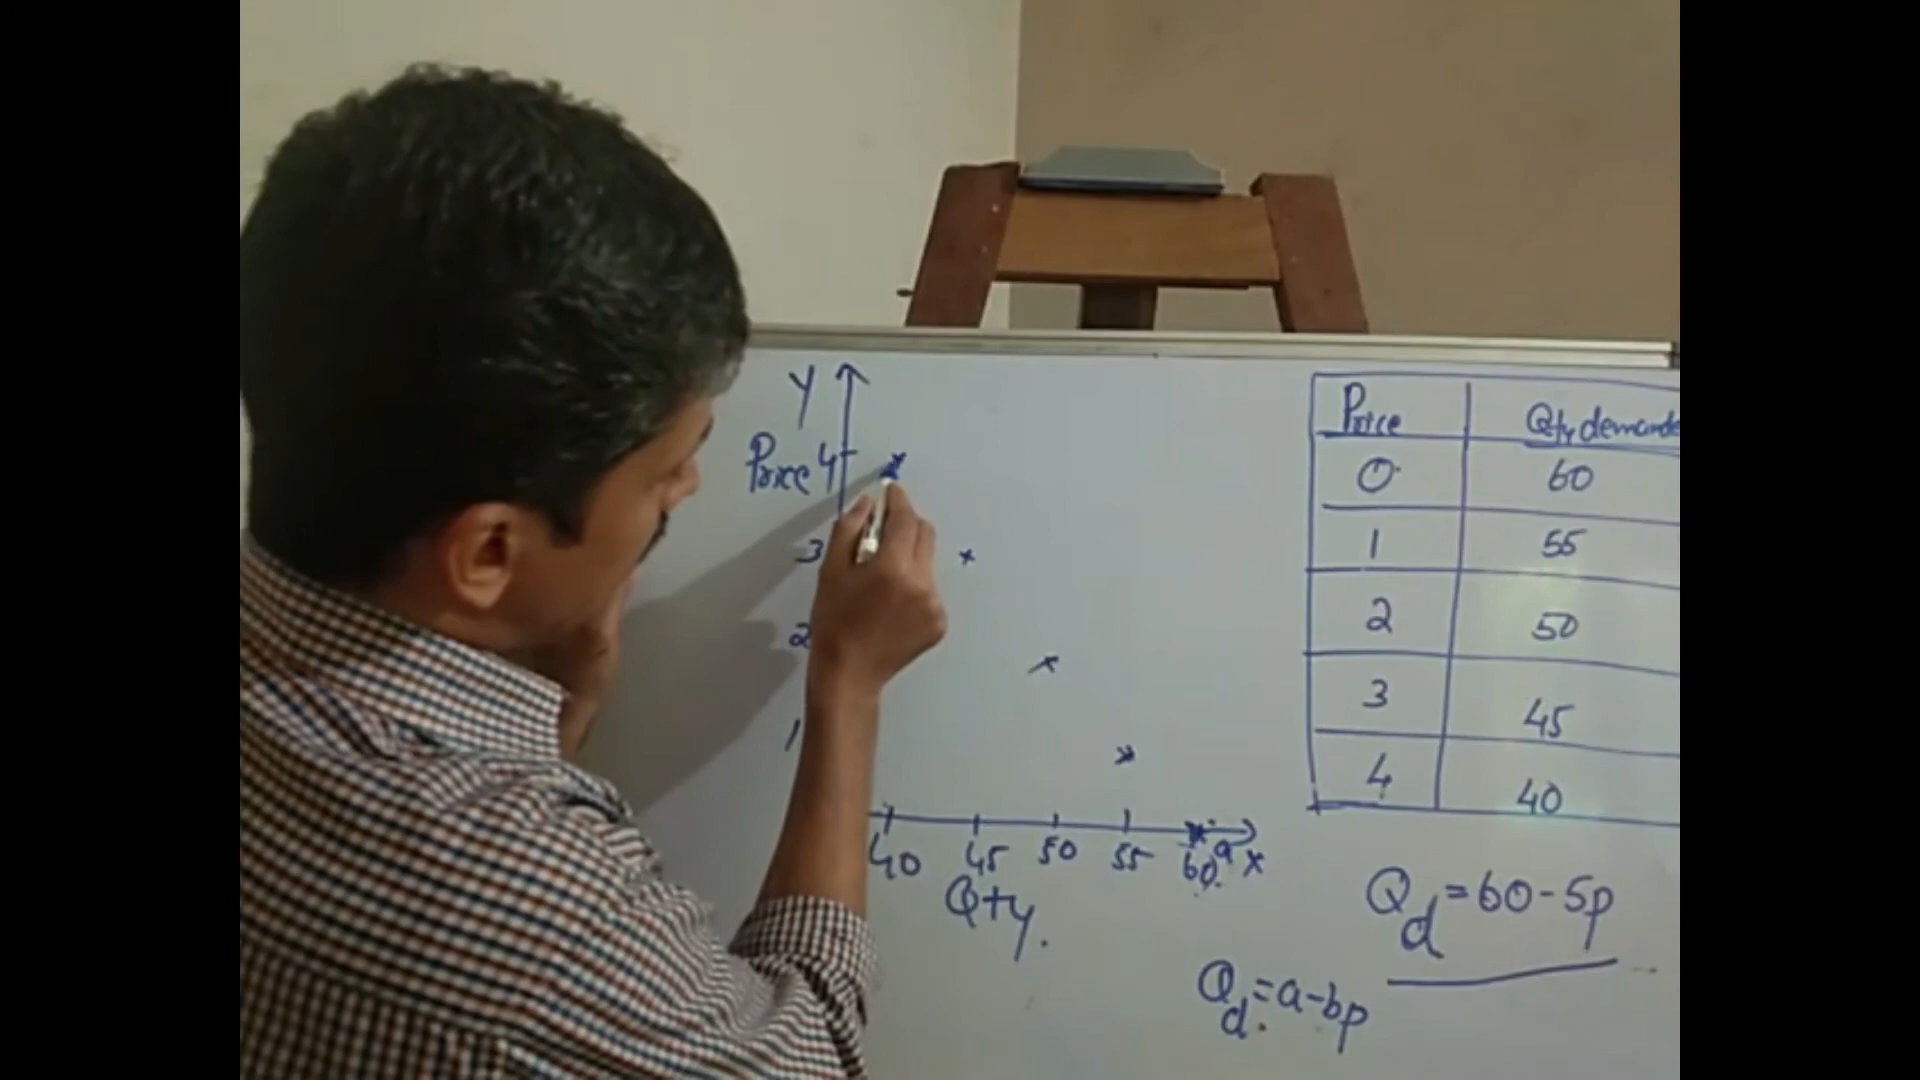 Y
Price 4
3
2
1
40 45 50 55 60 a X
Qty.
Price Qty demande
0 60
1 55
2 50
3 45
4 40
Qd = 60 - 5p
Qd = a - bp